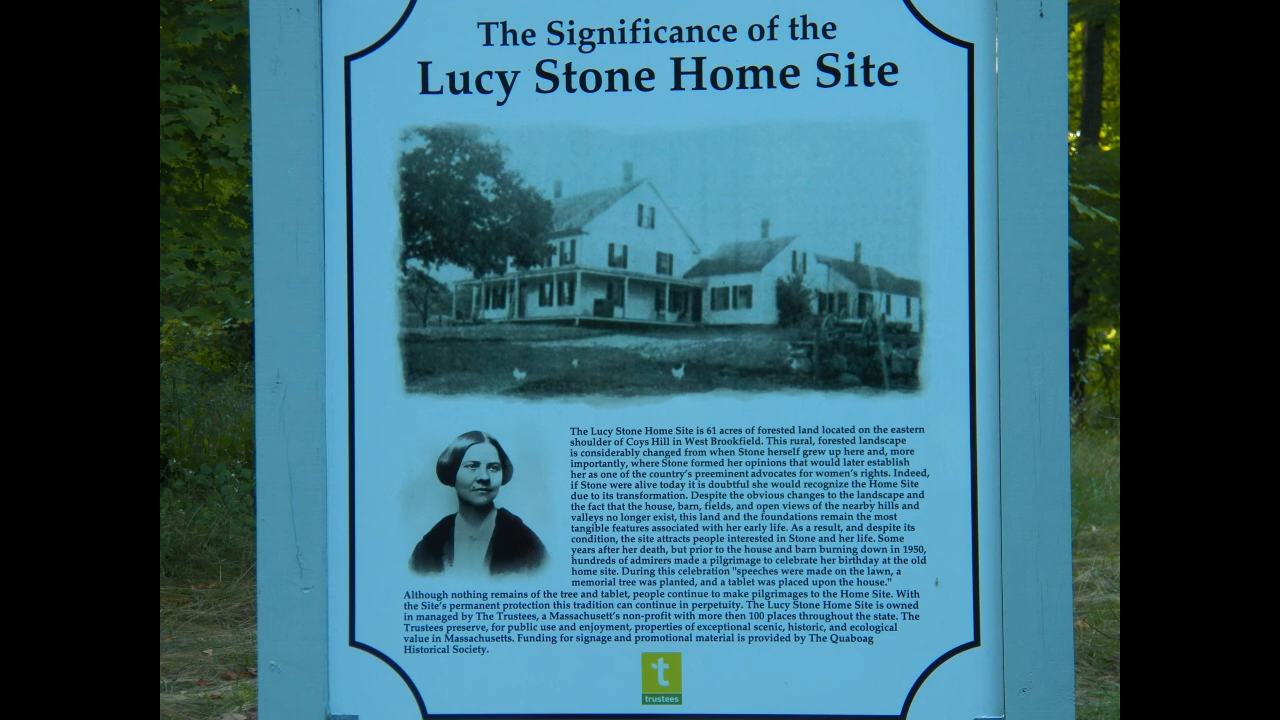 The Significance of the
Lucy Stone Home Site
The Lucy Stone Home Site is 61 acres of forested land located on the eastern
shoulder of Coys Hill in West Brookfield. This rural, forested landscape
is considerably changed from when Stone herself grew up here and, more
importantly, where Stone formed her opinions that would later establish
her as one of the country's preeminent advocates for women's rights. Indeed,
if Stone were alive today it is doubtful she would recognize the Home Site
due to its transformation. Despite the obvious changes to the landscape and
the fact that the house, barn, fields, and open views of the nearby hills and
valleys no longer exist, this land and the foundations remain the most
tangible features associated with her early life. As a result, and despite its
condition, the site attracts people interested in Stone and her life. Some
years after her death, but prior to the house and barn burning down in 1950,
hundreds of admirers made a pilgrimage to celebrate her birthday at the old
home site. During this celebration "speeches were made on the lawn, a
memorial tree was planted, and a tablet was placed upon the house."
Although nothing remains of the tree and tablet, people continue to make pilgrimages to the Home Site. With
the Site's permanent protection this tradition can continue in perpetuity. The Lucy Stone Home Site is owned
in managed by The Trustees, a Massachusett's non-profit with more then 100 places throughout the state. The
Trustees preserve, for public use and enjoyment, properties of exceptional scenic, historic, and ecological
value in Massachusetts. Funding for signage and promotional material is provided by The Quaboag
Historical Society.
t
trustees